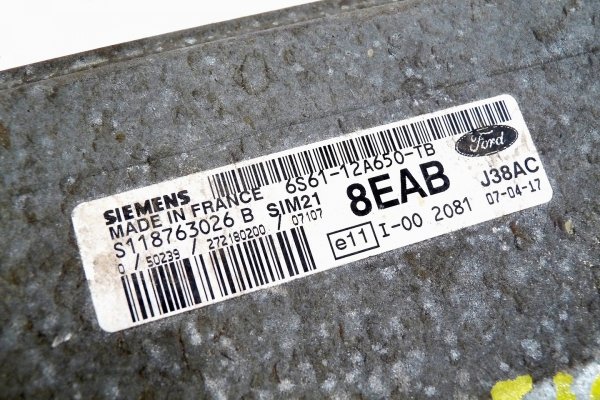 SIEMENS 6S61-12A650-TB Ford
MADE IN FRANCE 8EAB J38AC
S118763026 B SIM21 07-04-17
0 / 50239 / 272190200 / 07107 e11 I-00 2081